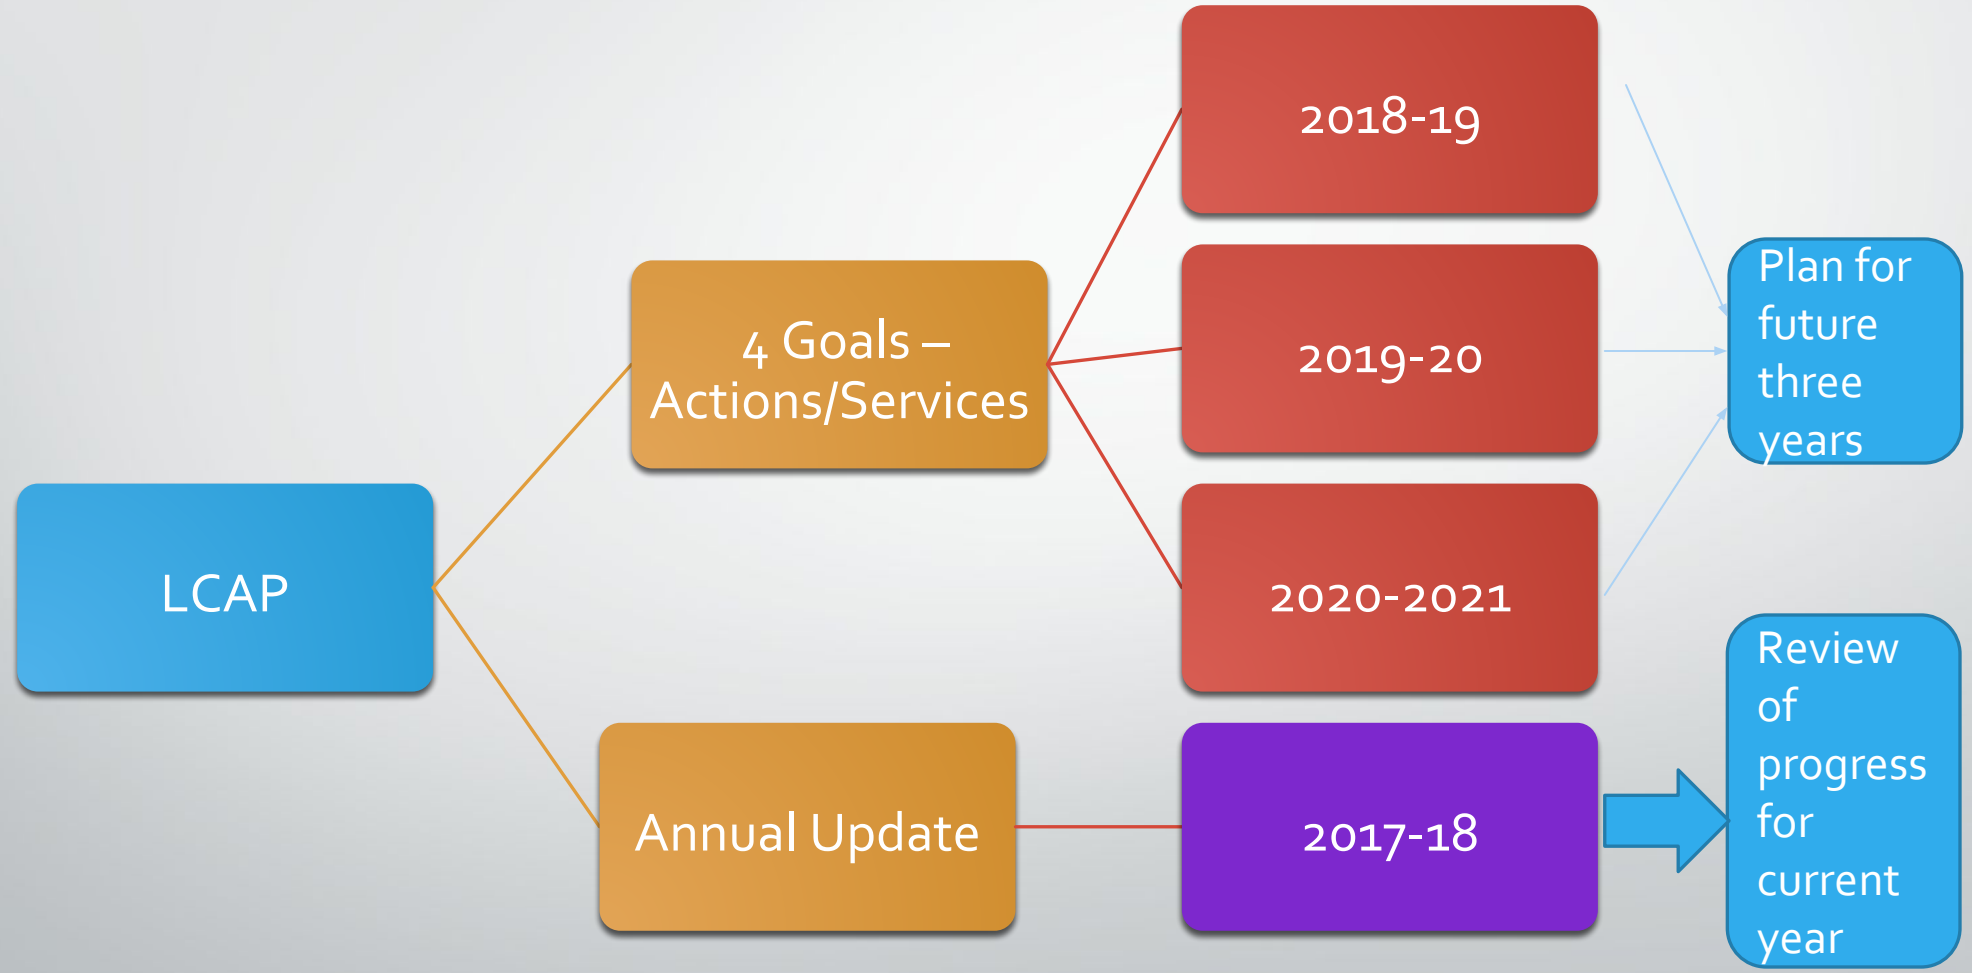 LCAP
4 Goals –
Actions/Services
2018-19
2019-20
2020-2021
Plan for
future
three
years
Annual Update
2017-18
Review
of
progress
for
current
year